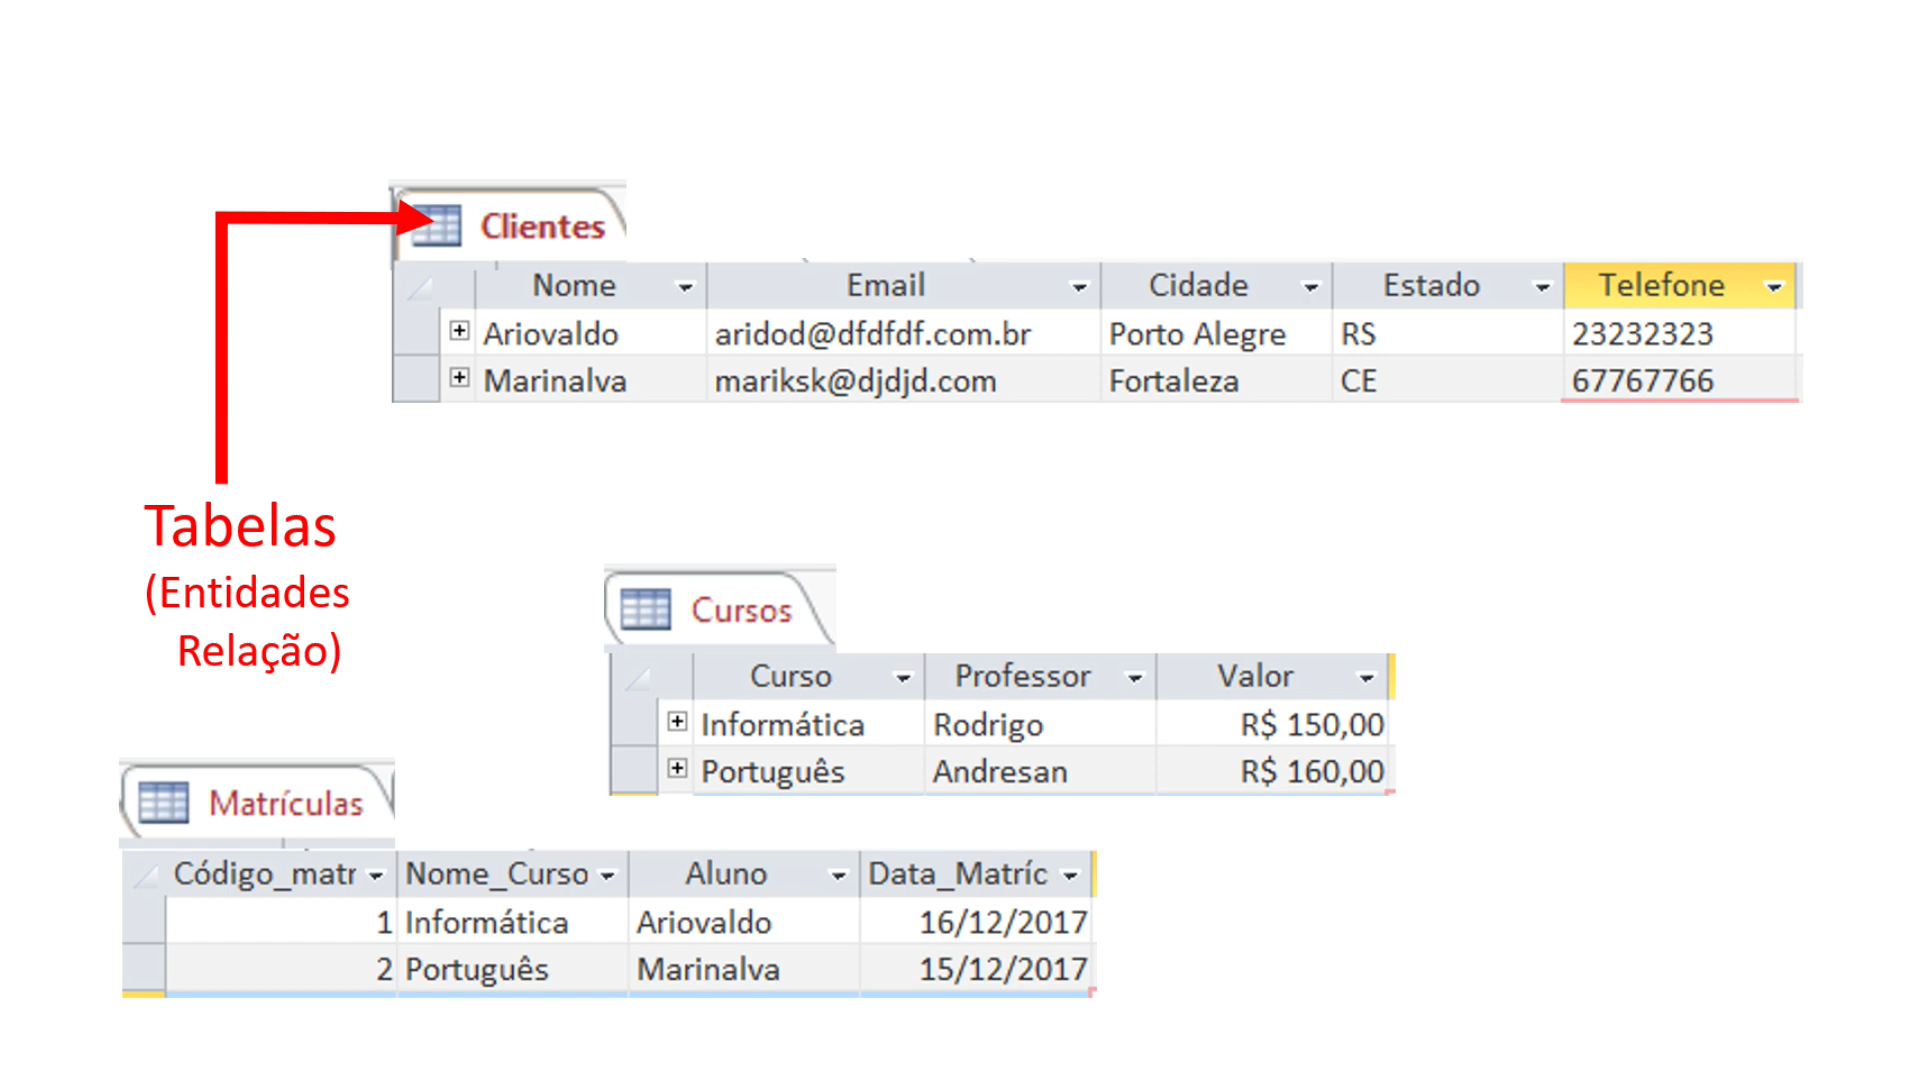 Clientes
Nome Email Cidade Estado Telefone
Ariovaldo aridod@dfdfdf.com.br Porto Alegre RS 23232323
Marinalva mariksk@djdjd.com Fortaleza CE 67767766
Tabelas
(Entidades
Relação)
Cursos
Curso Professor Valor
Informática Rodrigo R$ 150,00
Português Andresan R$ 160,00
Matrículas
Código_matr Nome_Curso Aluno Data_Matríc
1 Informática Ariovaldo 16/12/2017
2 Português Marinalva 15/12/2017